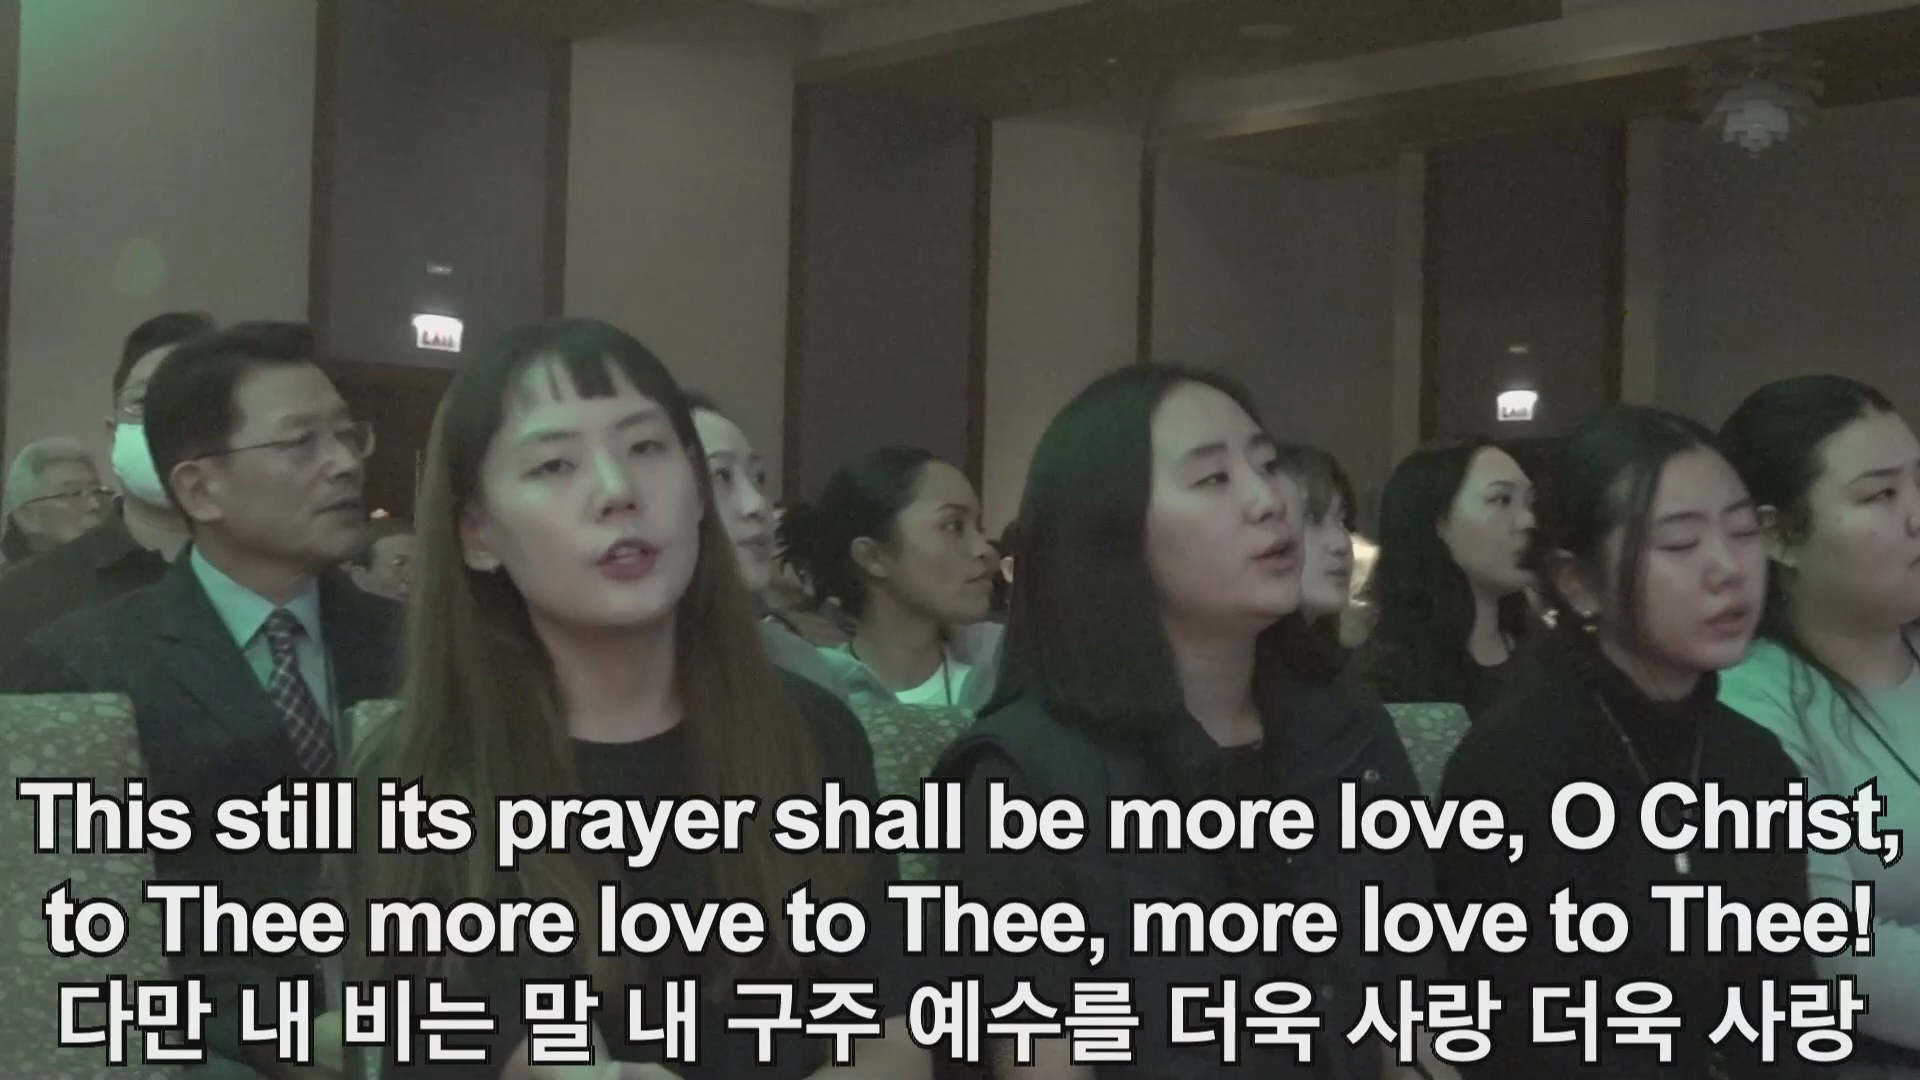 This still its prayer shall be more love, O Christ,
to Thee more love to Thee, more love to Thee!
다만 내 비는 말 내 구주 예수를 더욱 사랑 더욱 사랑